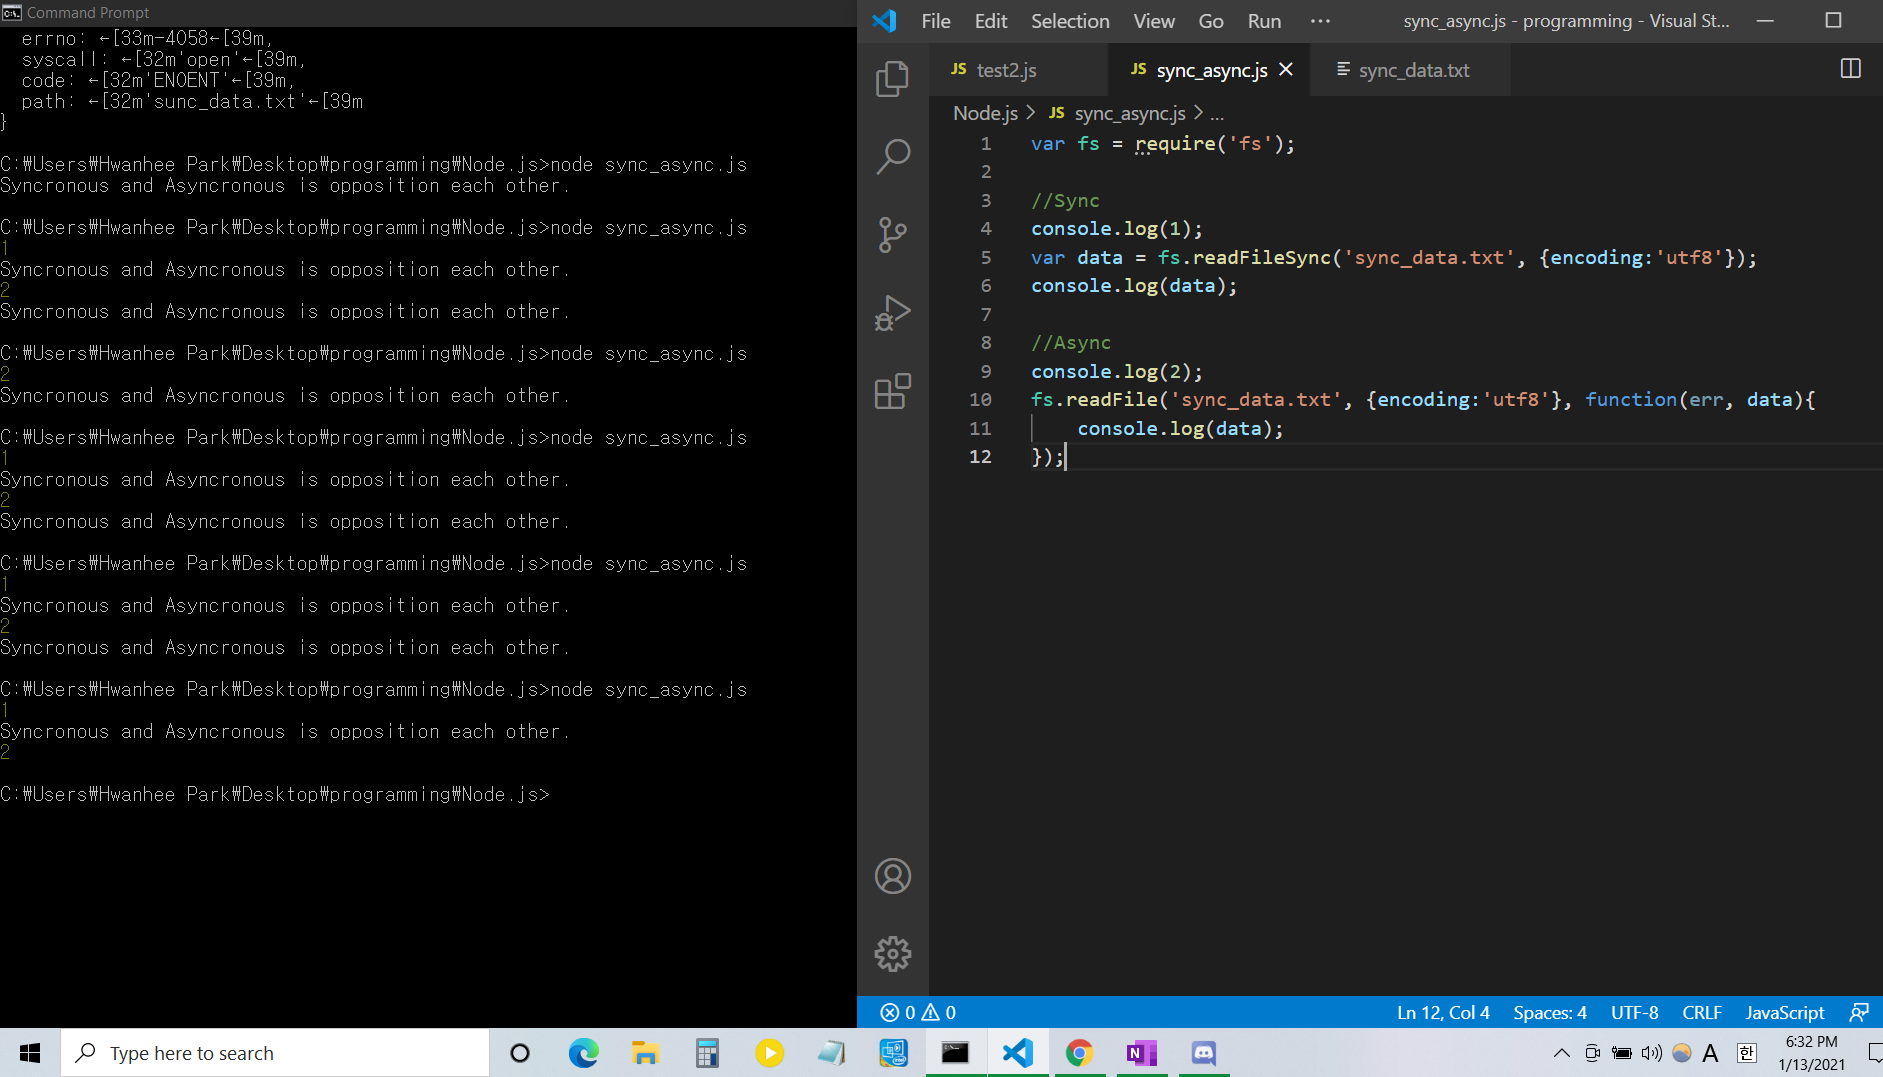 Command Prompt
errno: ←[33m-4058←[39m,
syscall: ←[32m'open'←[39m,
code: ←[32m'ENOENT'←[39m,
path: ←[32m'sunc_data.txt'←[39m
}
C:₩Users₩Hwanhee Park₩Desktop₩programming₩Node.js>node sync_async.js
Syncronous and Asyncronous is opposition each other.
C:₩Users₩Hwanhee Park₩Desktop₩programming₩Node.js>node sync_async.js
1
Syncronous and Asyncronous is opposition each other.
2
Syncronous and Asyncronous is opposition each other.
C:₩Users₩Hwanhee Park₩Desktop₩programming₩Node.js>node sync_async.js
2
Syncronous and Asyncronous is opposition each other.
C:₩Users₩Hwanhee Park₩Desktop₩programming₩Node.js>node sync_async.js
1
Syncronous and Asyncronous is opposition each other.
2
Syncronous and Asyncronous is opposition each other.
C:₩Users₩Hwanhee Park₩Desktop₩programming₩Node.js>node sync_async.js
1
Syncronous and Asyncronous is opposition each other.
2
Syncronous and Asyncronous is opposition each other.
C:₩Users₩Hwanhee Park₩Desktop₩programming₩Node.js>node sync_async.js
1
Syncronous and Asyncronous is opposition each other.
2
C:₩Users₩Hwanhee Park₩Desktop₩programming₩Node.js>
File Edit Selection View Go Run ··· sync_async.js - programming - Visual St...
JS test2.js JS sync_async.js sync_data.txt
Node.js > JS sync_async.js > ...
1 var fs = require('fs');
2
3 //Sync
4 console.log(1);
5 var data = fs.readFileSync('sync_data.txt', {encoding:'utf8'});
6 console.log(data);
7
8 //Async
9 console.log(2);
10 fs.readFile('sync_data.txt', {encoding:'utf8'}, function(err, data){
11     console.log(data);
12 });
0 0 Ln 12, Col 4 Spaces: 4 UTF-8 CRLF JavaScript
Type here to search
A 한 6:32 PM
1/13/2021